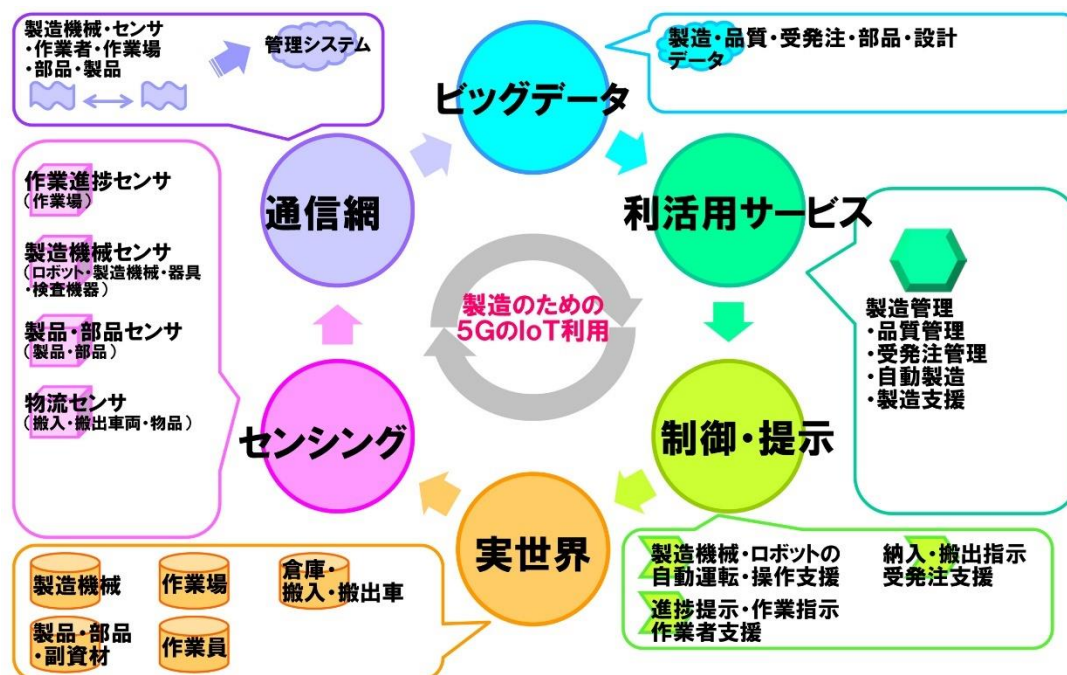 製造機械・センサ
・作業者・作業場
・部品・製品
管理システム
ビッグデータ
製造・品質・受発注・部品・設計
データ
通信網
利活用サービス
作業進捗センサ
(作業場)
製造機械センサ
(ロボット・製造機械・器具
・検査機器)
製品・部品センサ
(製品・部品)
物流センサ
(搬入・搬出車両・物品)
製造のための
5GのIoT利用
製造管理
・品質管理
・受発注管理
・自動製造
・製造支援
センシング
制御・提示
実世界
製造機械
作業場
倉庫・
搬入・搬出車
製品・部品
・副資材
作業員
製造機械・ロボットの
自動運転・操作支援
納入・搬出指示
受発注支援
進捗提示・作業指示
作業者支援